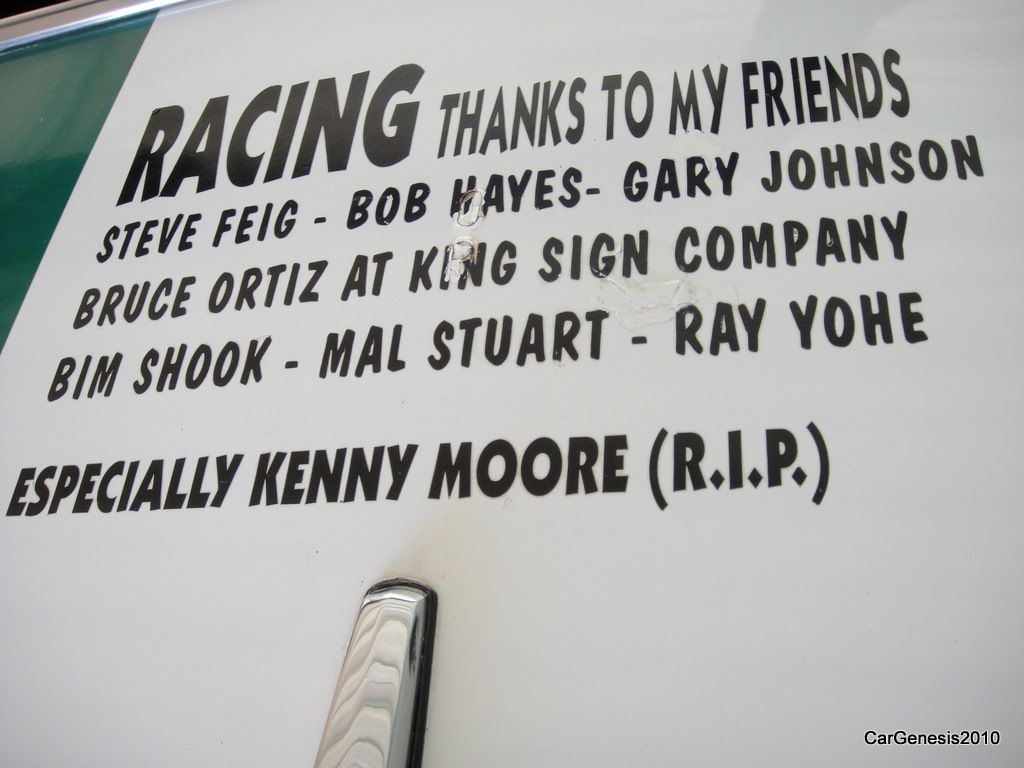 RACING THANKS TO MY FRIENDS
STEVE FEIG - BOB HAYES- GARY JOHNSON
BRUCE ORTIZ AT KING SIGN COMPANY
BIM SHOOK - MAL STUART - RAY YOHE
ESPECIALLY KENNY MOORE (R.I.P.)
CarGenesis2010